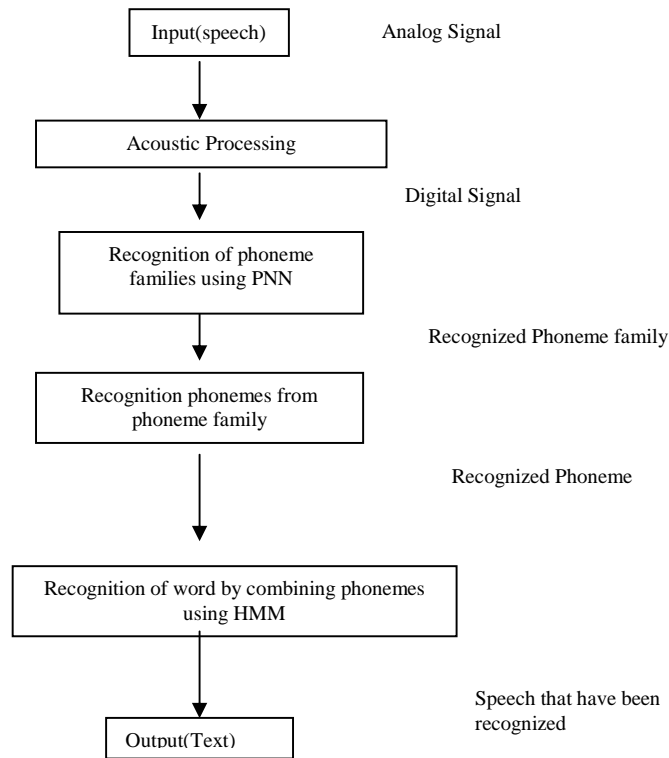 Input(speech)
Analog Signal
Acoustic Processing
Digital Signal
Recognition of phoneme
families using PNN
Recognized Phoneme family
Recognition phonemes from
phoneme family
Recognized Phoneme
Recognition of word by combining phonemes
using HMM
Speech that have been
recognized
Output(Text)